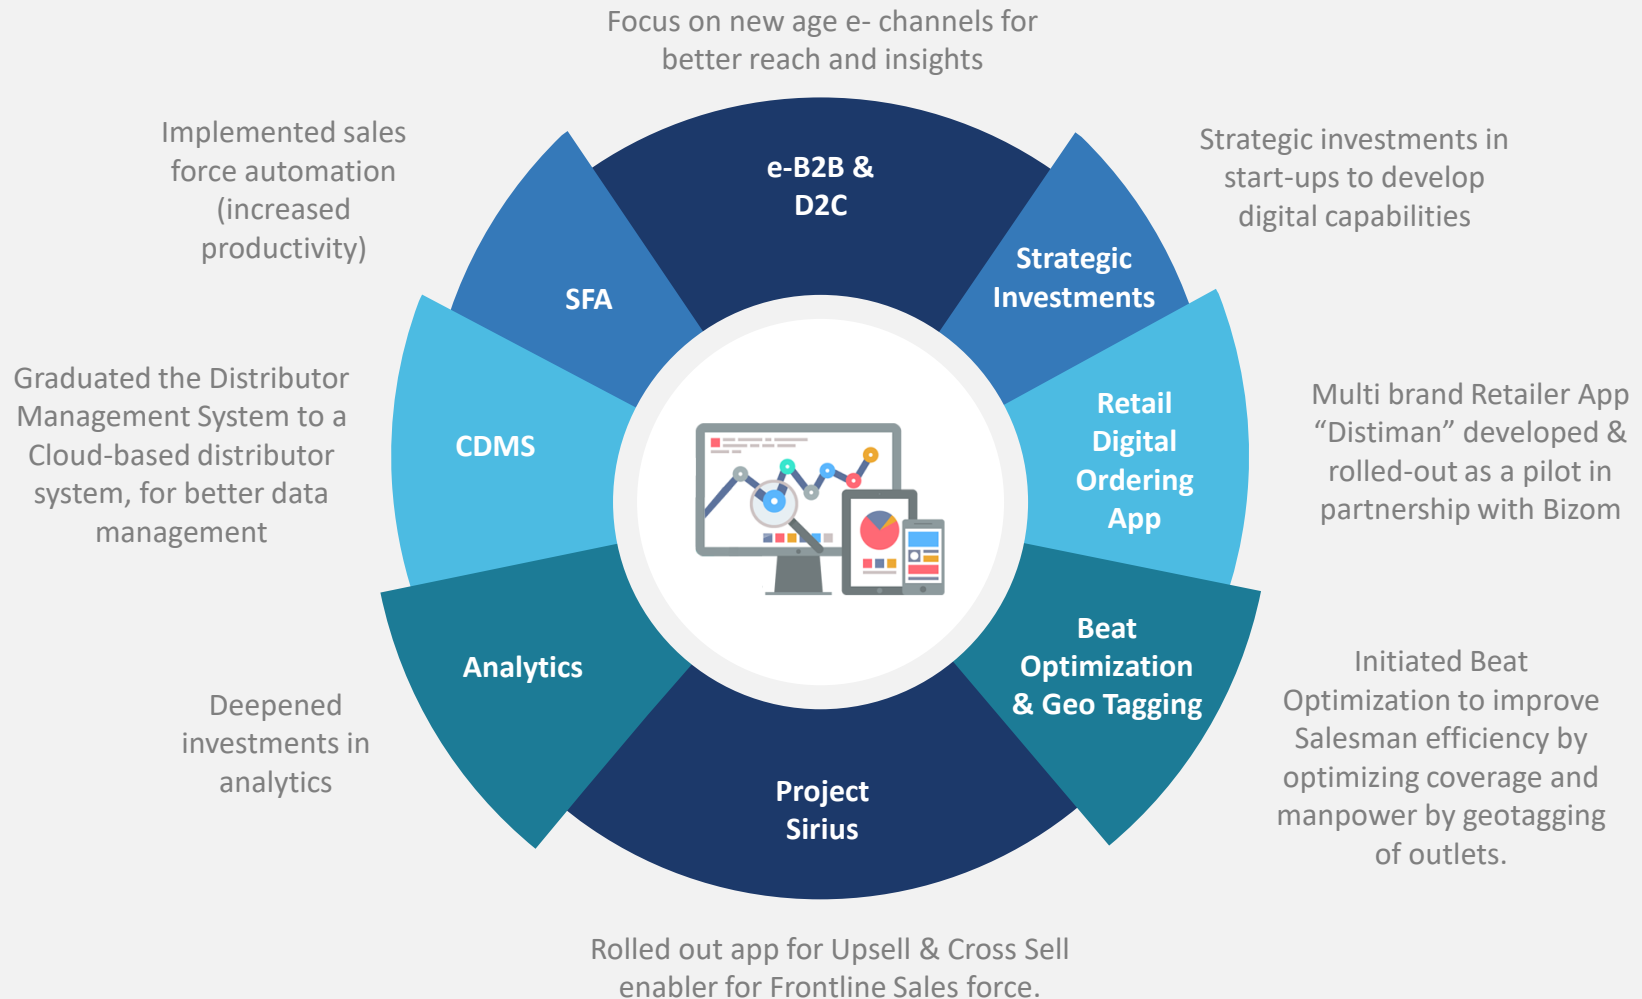 Focus on new age e- channels for
better reach and insights
e-B2B &
D2C
Strategic investments in
start-ups to develop
digital capabilities
Strategic
Investments
Multi brand Retailer App
“Distiman” developed &
rolled-out as a pilot in
partnership with Bizom
Retail
Digital
Ordering
App
Initiated Beat
Optimization to improve
Salesman efficiency by
optimizing coverage and
manpower by geotagging
of outlets.
Beat
Optimization
& Geo Tagging
Project
Sirius
Rolled out app for Upsell & Cross Sell
enabler for Frontline Sales force.
Analytics
Deepened
investments in
analytics
CDMS
Graduated the Distributor
Management System to a
Cloud-based distributor
system, for better data
management
SFA
Implemented sales
force automation
(increased
productivity)